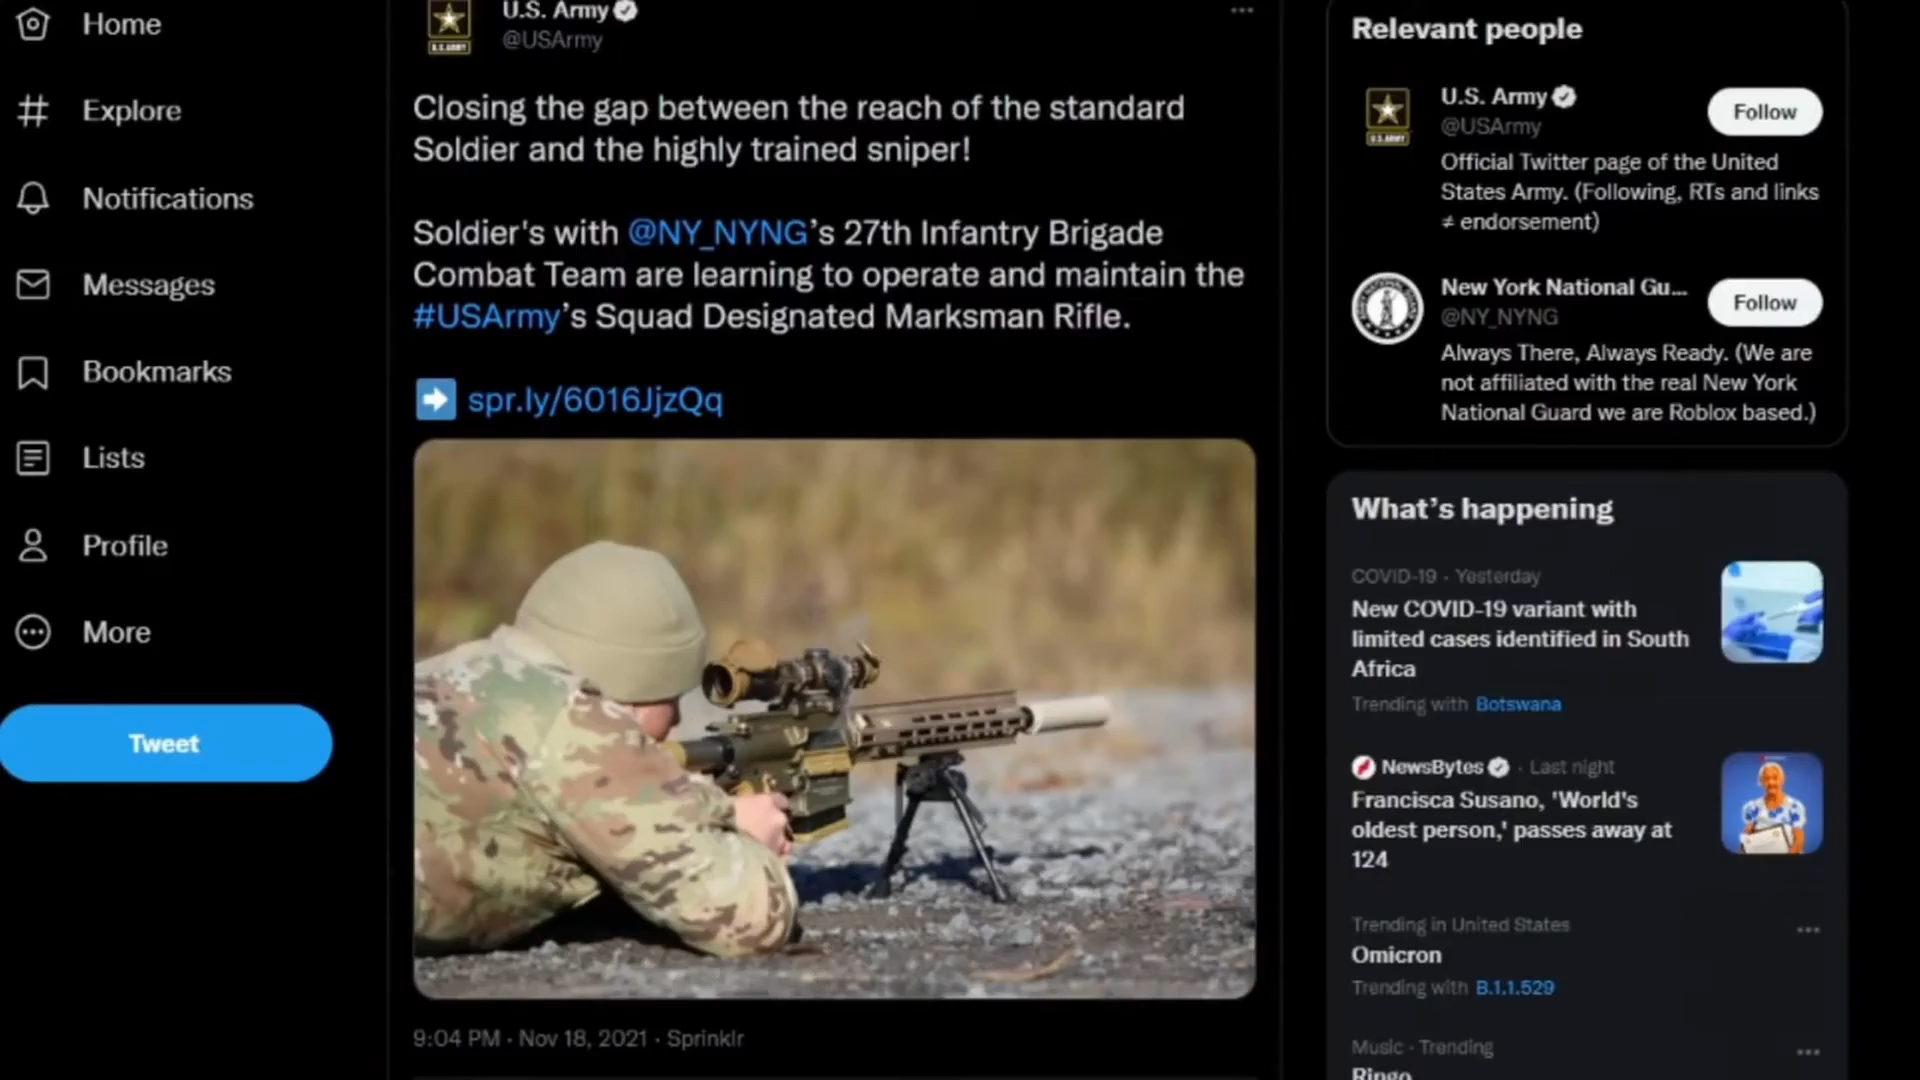 Home
Explore
Notifications
Messages
Bookmarks
Lists
Profile
More
Tweet
U.S. Army
@USArmy
Closing the gap between the reach of the standard
Soldier and the highly trained sniper!
Soldier's with @NY_NYNG’s 27th Infantry Brigade
Combat Team are learning to operate and maintain the
#USArmy’s Squad Designated Marksman Rifle.
spr.ly/6016JjzQq
9:04 PM · Nov 18, 2021 · Sprinklr
Relevant people
U.S. Army
@USArmy
Follow
Official Twitter page of the United
States Army. (Following, RTs and links
≠ endorsement)
New York National Gu...
@NY_NYNG
Follow
Always There, Always Ready. (We are
not affiliated with the real New York
National Guard we are Roblox based.)
What’s happening
COVID-19 · Yesterday
New COVID-19 variant with
limited cases identified in South
Africa
Trending with Botswana
NewsBytes · Last night
Francisca Susano, 'World's
oldest person,' passes away at
124
Trending in United States
Omicron
Trending with B.1.1.529
Music · Trending
Ringo